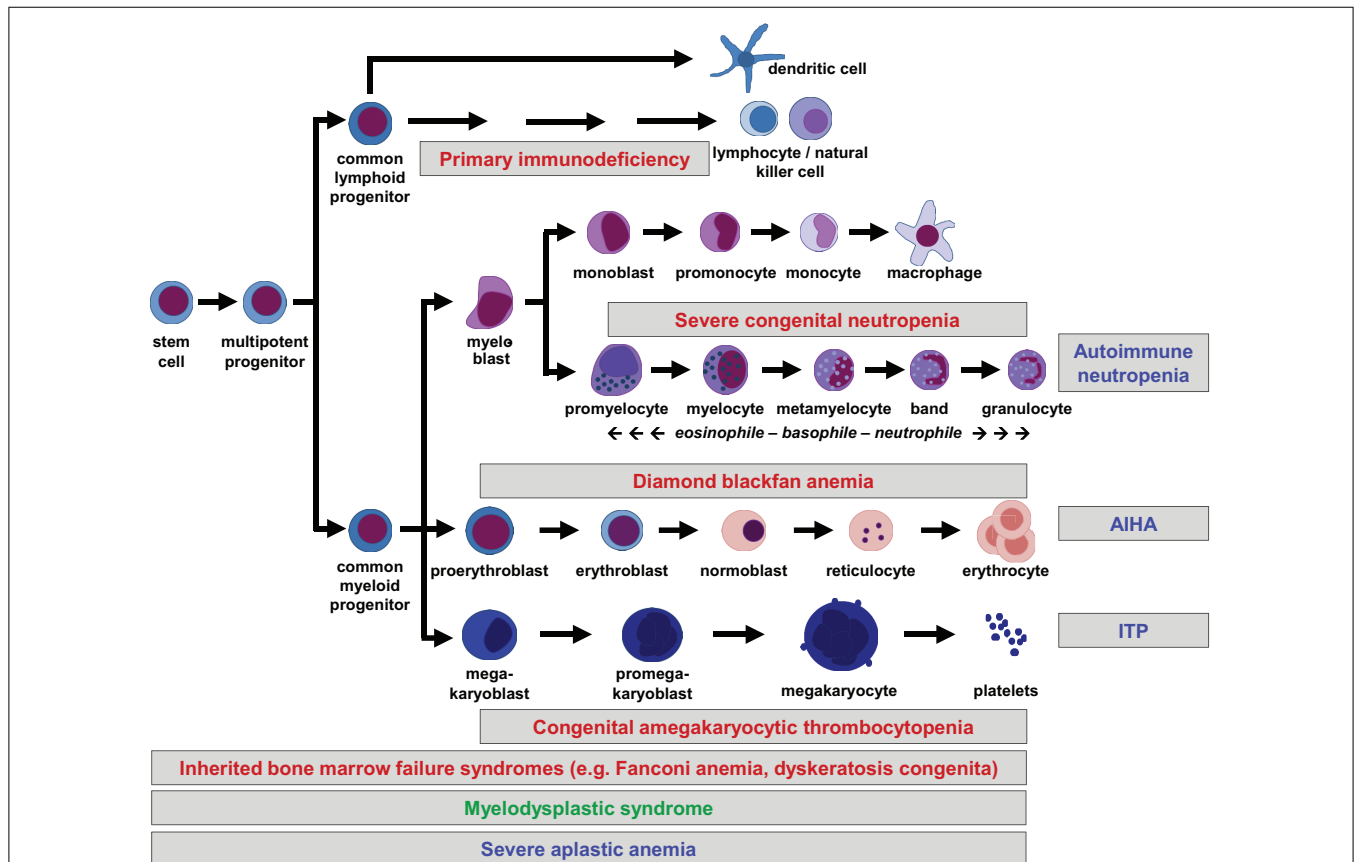 dendritic cell
common
lymphoid
progenitor
Primary immunodeficiency
lymphocyte / natural
killer cell
monoblast
promonocyte
monocyte
macrophage
stem
cell
multipotent
progenitor
myelo
blast
Severe congenital neutropenia
Autoimmune
neutropenia
promyelocyte
myelocyte
metamyelocyte
band
granulocyte
← ← ← eosinophile – basophile – neutrophile → → →
Diamond blackfan anemia
AIHA
common
myeloid
progenitor
proerythroblast
erythroblast
normoblast
reticulocyte
erythrocyte
ITP
mega-
karyoblast
promega-
karyoblast
megakaryocyte
platelets
Congenital amegakaryocytic thrombocytopenia
Inherited bone marrow failure syndromes (e.g. Fanconi anemia, dyskeratosis congenita)
Myelodysplastic syndrome
Severe aplastic anemia